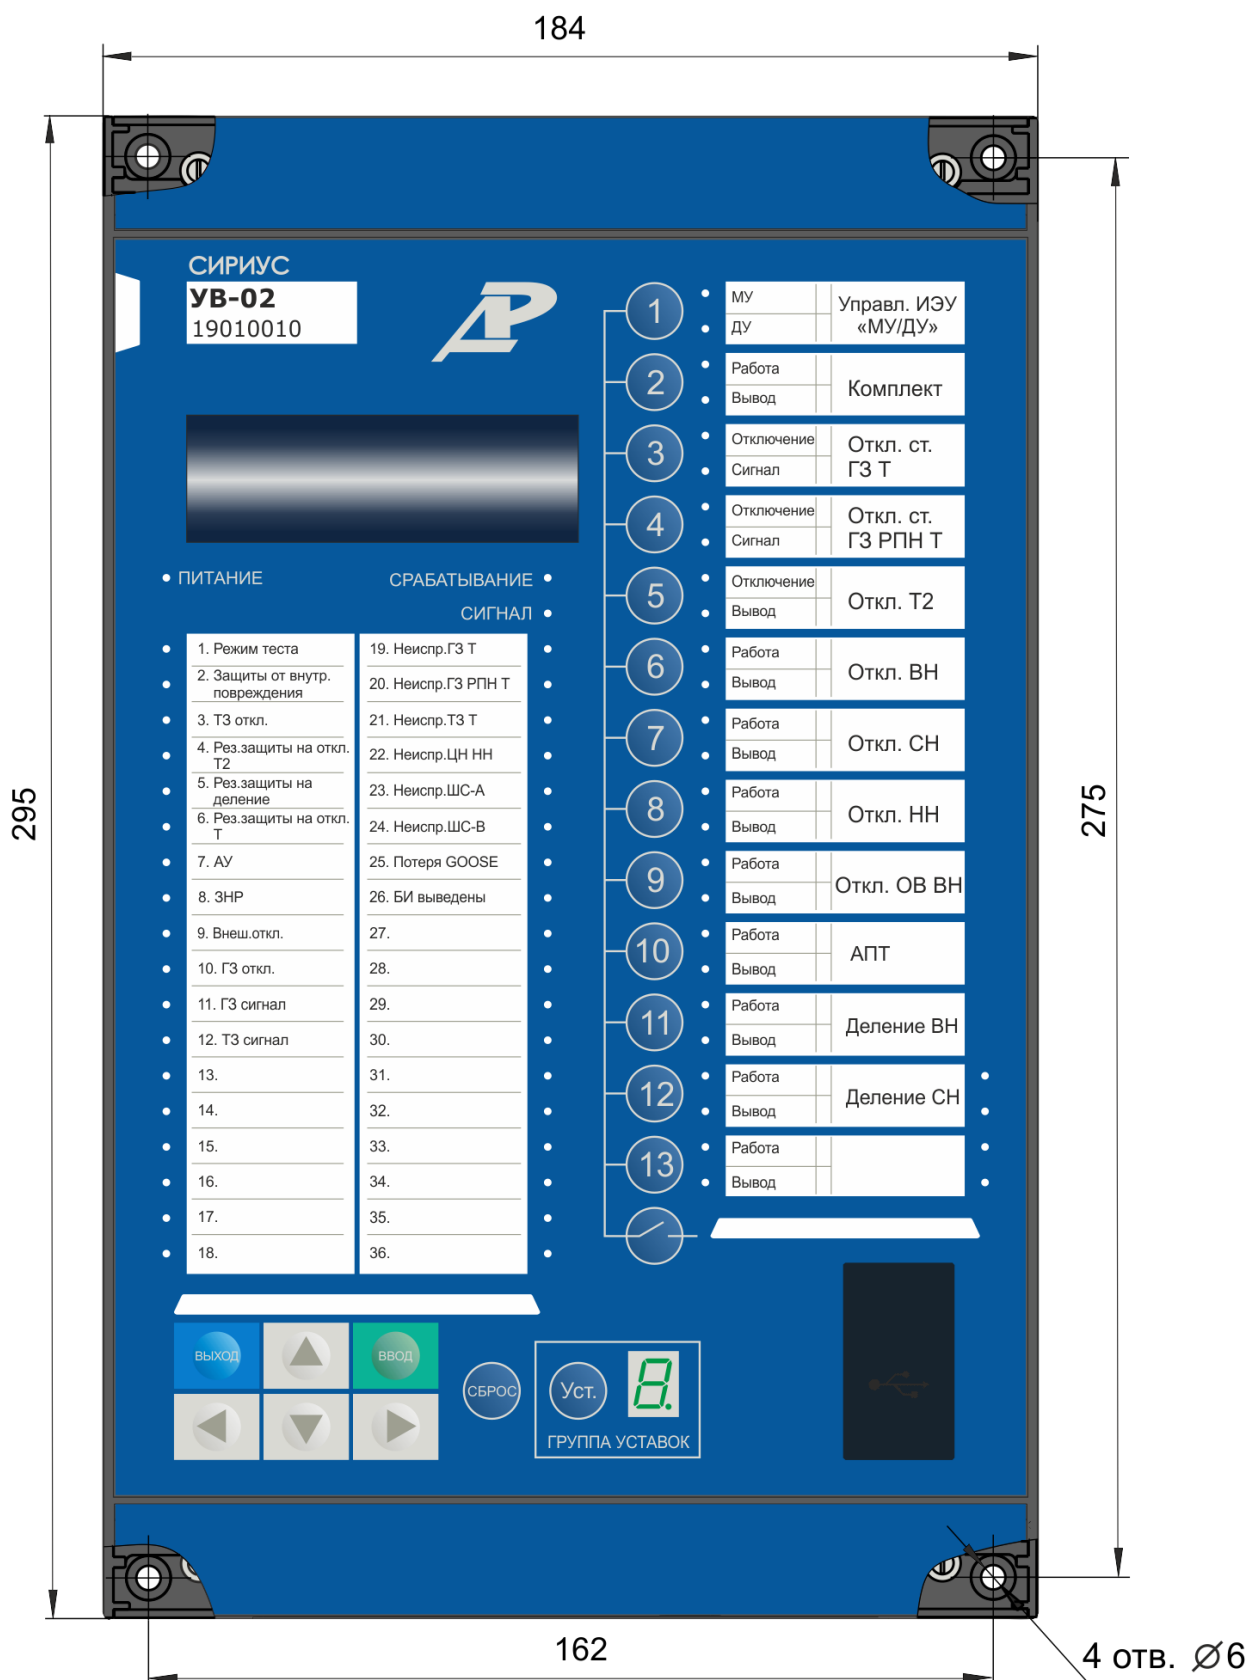 184
СИРИУС
УВ-02
19010010
1
МУ
ДУ
Управл. ИЭУ
«МУ/ДУ»
2
Работа
Вывод
Комплект
3
Отключение
Сигнал
Откл. ст.
ГЗ Т
4
Отключение
Сигнал
Откл. ст.
ГЗ РПН Т
5
Отключение
Вывод
Откл. Т2
6
Работа
Вывод
Откл. ВН
7
Работа
Вывод
Откл. СН
8
Работа
Вывод
Откл. НН
9
Работа
Вывод
Откл. ОВ ВН
10
Работа
Вывод
АПТ
11
Работа
Вывод
Деление ВН
12
Работа
Вывод
Деление СН
13
Работа
Вывод
ПИТАНИЕ
СРАБАТЫВАНИЕ
СИГНАЛ
1. Режим теста
2. Защиты от внутр.
повреждения
3. ТЗ откл.
4. Рез.защиты на откл.
Т2
5. Рез.защиты на
деление
6. Рез.защиты на откл.
Т
7. АУ
8. ЗНР
9. Внеш.откл.
10. ГЗ откл.
11. ГЗ сигнал
12. ТЗ сигнал
13.
14.
15.
16.
17.
18.
19. Неиспр.ГЗ Т
20. Неиспр.ГЗ РПН Т
21. Неиспр.ТЗ Т
22. Неиспр.ЦН НН
23. Неиспр.ШС-А
24. Неиспр.ШС-В
25. Потеря GOOSE
26. БИ выведены
27.
28.
29.
30.
31.
32.
33.
34.
35.
36.
295
275
ВЫХОД
ВВОД
СБРОС
Уст.
8.
ГРУППА УСТАВОК
162
4 отв. ∅6